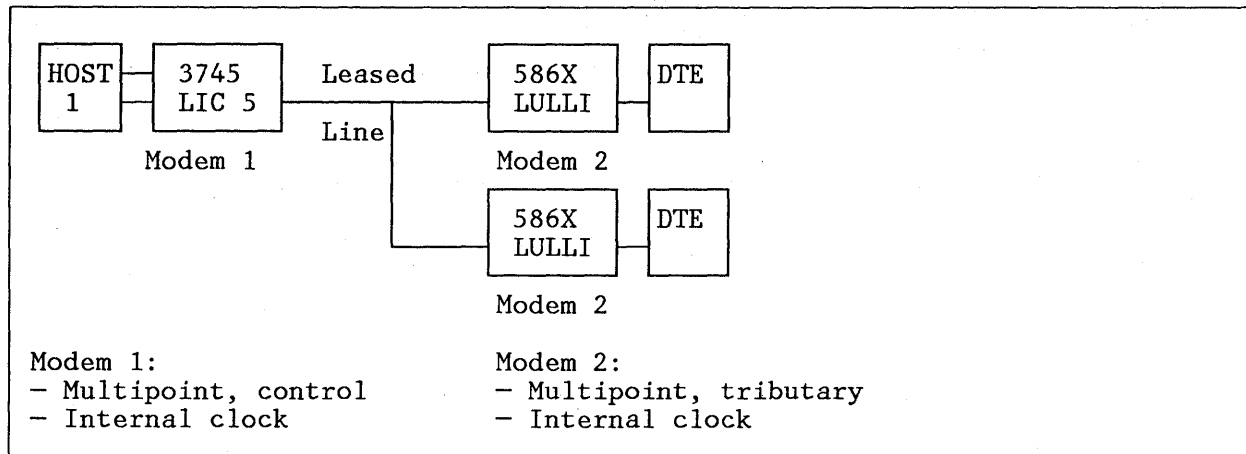 HOST
1
3745
LIC 5
Leased
Line
586X
LULLI
DTE
Modem 1
Modem 2
586X
LULLI
DTE
Modem 2
Modem 1:
— Multipoint, control
— Internal clock
Modem 2:
— Multipoint, tributary
— Internal clock